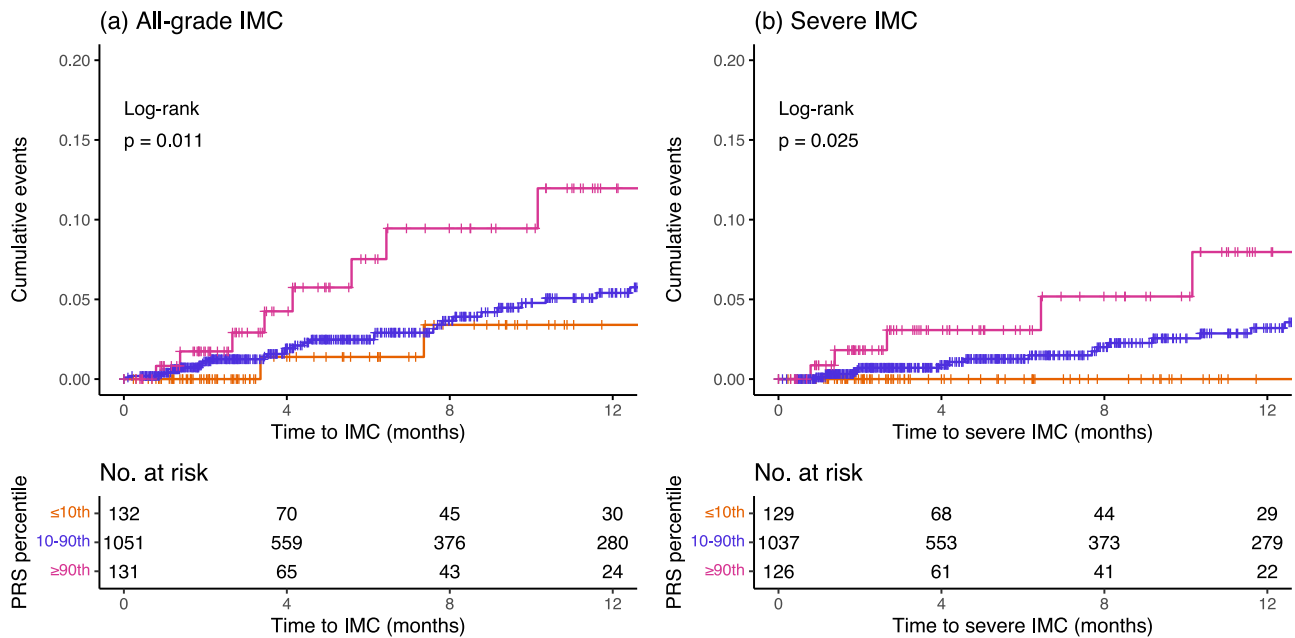 (a) All-grade IMC
0.20
0.15
0.10
0.05
0.00
Cumulative events
Log-rank
p = 0.011
0 4 8 12
Time to IMC (months)
No. at risk
PRS percentile
≤10th 132 70 45 30
10-90th 1051 559 376 280
≥90th 131 65 43 24
0 4 8 12
Time to IMC (months)
(b) Severe IMC
0.20
0.15
0.10
0.05
0.00
Cumulative events
Log-rank
p = 0.025
0 4 8 12
Time to severe IMC (months)
No. at risk
PRS percentile
≤10th 129 68 44 29
10-90th 1037 553 373 279
≥90th 126 61 41 22
0 4 8 12
Time to severe IMC (months)